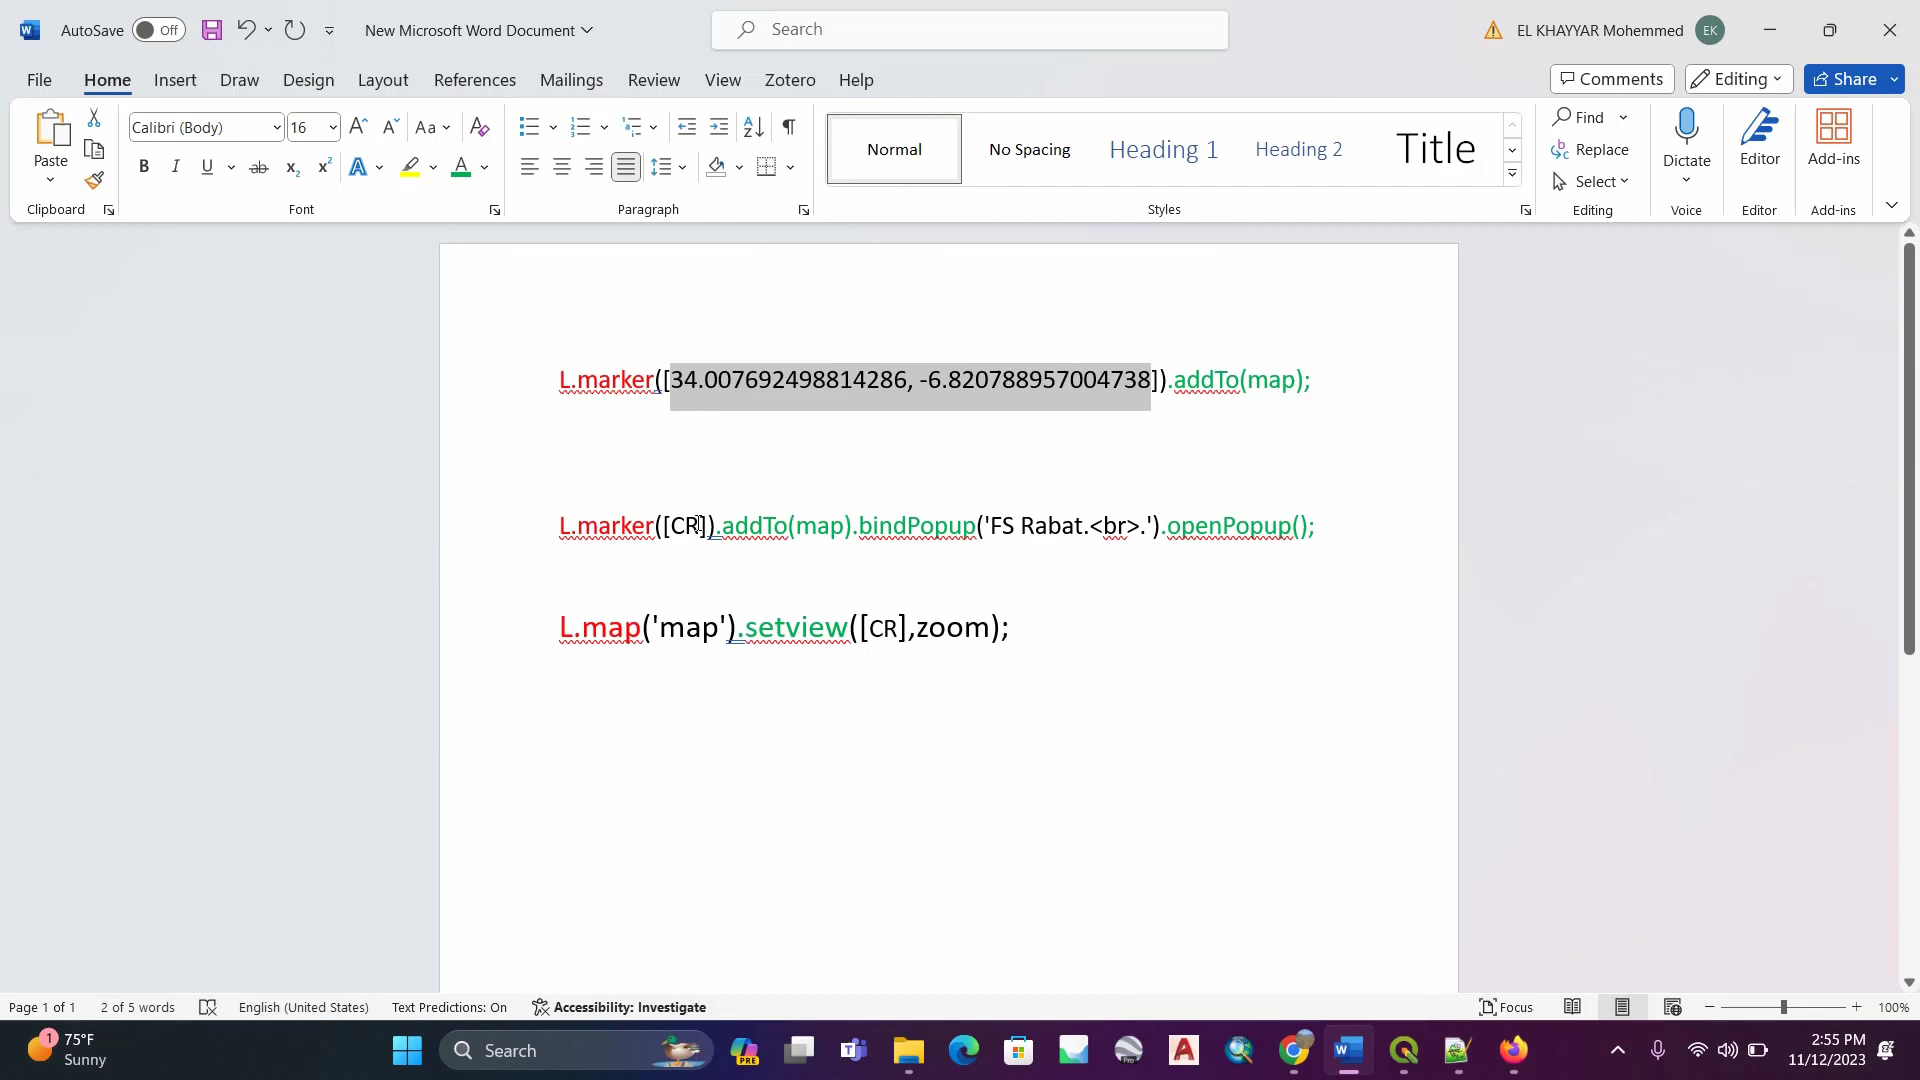 AutoSave Off New Microsoft Word Document Search EL KHAYYAR Mohemmed EK
File Home Insert Draw Design Layout References Mailings Review View Zotero Help Comments Editing Share
Paste
Clipboard
Calibri (Body) 16 Aa
Font
Paragraph
Normal No Spacing Heading 1 Heading 2 Title
Styles
Find
Replace
Select
Editing
Dictate
Voice
Editor
Editor
Add-ins
Add-ins
L.marker([34.007692498814286, -6.820788957004738]).addTo(map);
L.marker([CR]).addTo(map).bindPopup('FS Rabat.<br>.').openPopup();
L.map('map').setview([CR],zoom);
Page 1 of 1 2 of 5 words English (United States) Text Predictions: On Accessibility: Investigate Focus 100%
1 75°F
Sunny
Search
PRE
2:55 PM
11/12/2023